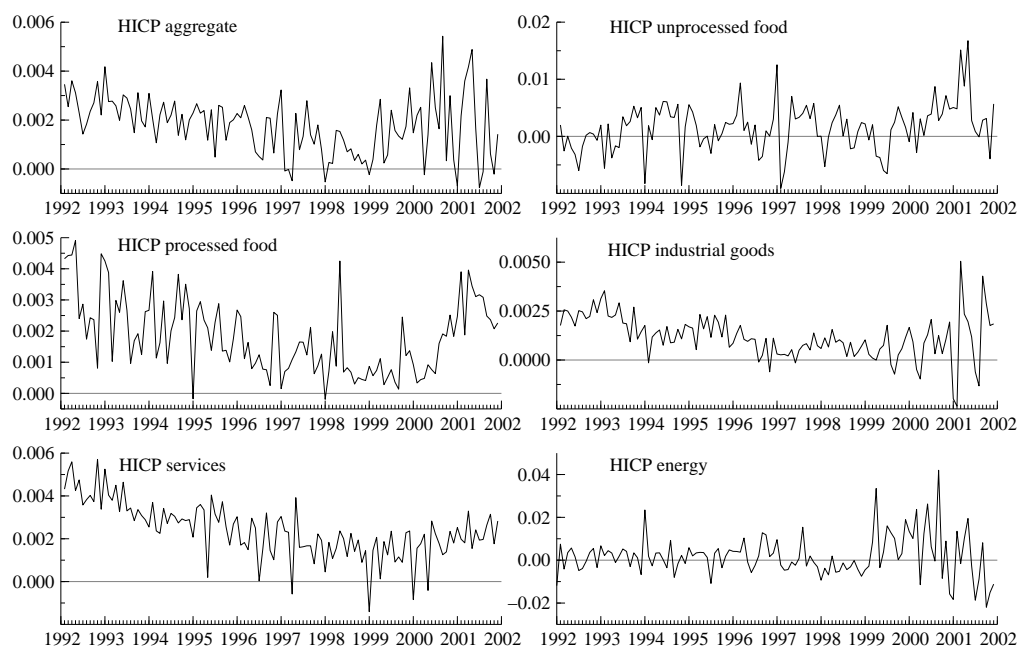 HICP aggregate
0.006
0.004
0.002
0.000
1992 1993 1994 1995 1996 1997 1998 1999 2000 2001 2002
HICP unprocessed food
0.02
0.01
0.00
1992 1993 1994 1995 1996 1997 1998 1999 2000 2001 2002
HICP processed food
0.005
0.004
0.003
0.002
0.001
0.000
1992 1993 1994 1995 1996 1997 1998 1999 2000 2001 2002
HICP industrial goods
0.0050
0.0025
0.0000
1992 1993 1994 1995 1996 1997 1998 1999 2000 2001 2002
HICP services
0.006
0.004
0.002
0.000
1992 1993 1994 1995 1996 1997 1998 1999 2000 2001 2002
HICP energy
0.04
0.02
0.00
−0.02
1992 1993 1994 1995 1996 1997 1998 1999 2000 2001 2002